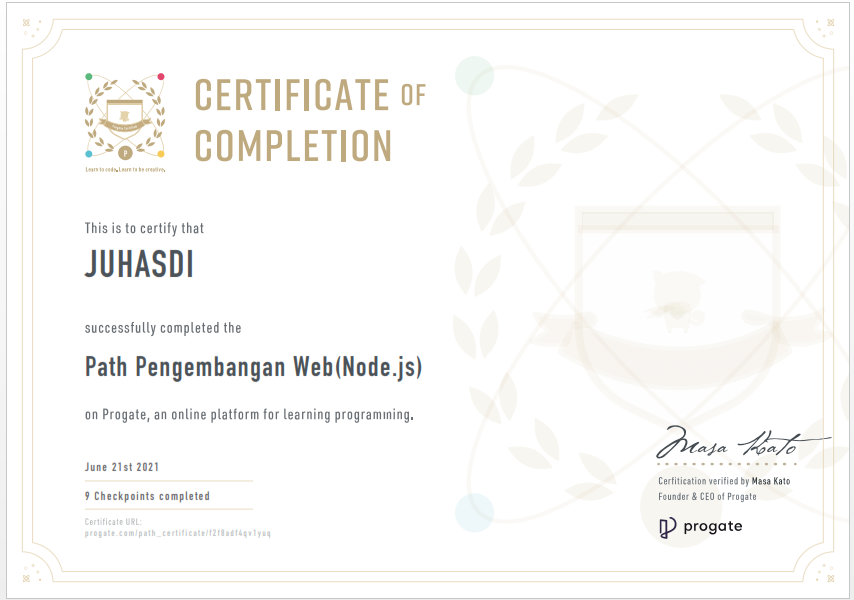 CERTIFICATE OF
COMPLETION
Learn to code. Learn to be creative.
This is to certify that
JUHASDI
successfully completed the
Path Pengembangan Web(Node.js)
on Progate, an online platform for learning programming.
June 21st 2021
9 Checkpoints completed
Certificate URL:
progate.com/path_certificate/f2f8adf4qv1yuq
Masa Kato
Cerfitication verified by Masa Kato
Founder & CEO of Progate
progate